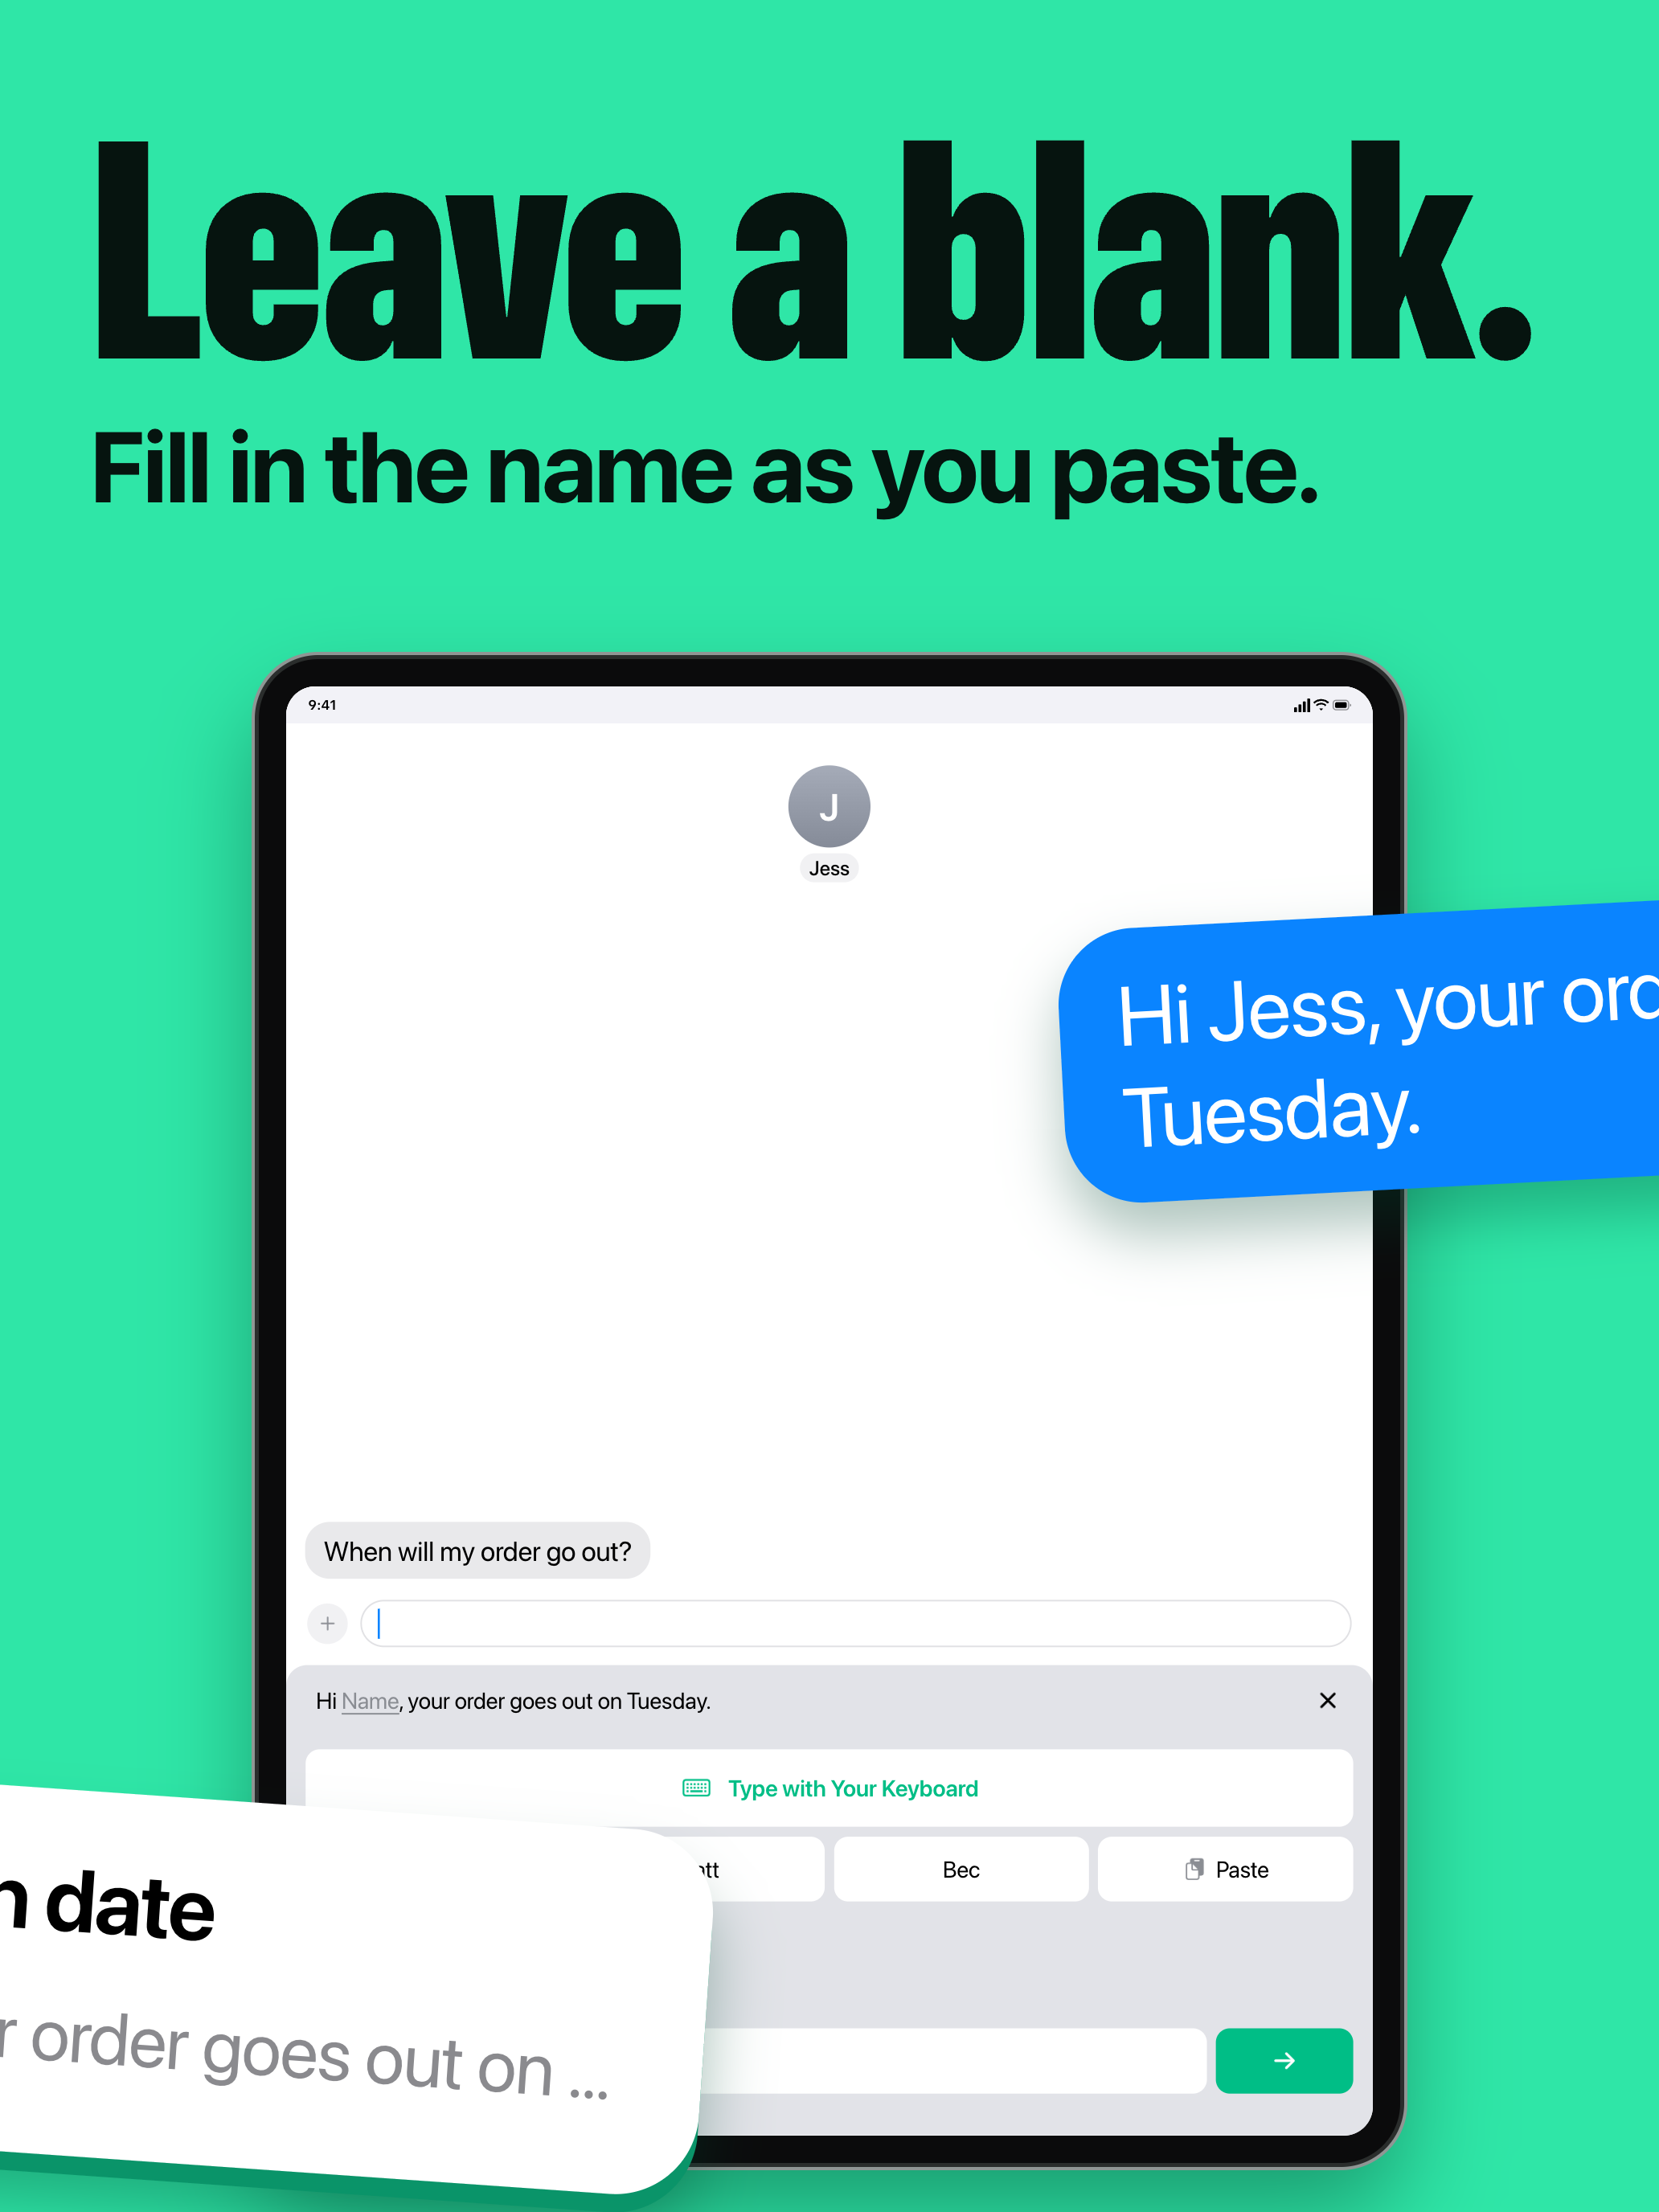 Leave a blank.
Fill in the name as you paste.
9:41
J
Jess
Hi Jess, your
Tuesday.
When will my order go out?
Hi Name, your order goes out on Tuesday.
Type with Your Keyboard
Bec
Paste
date
order goes out on ...